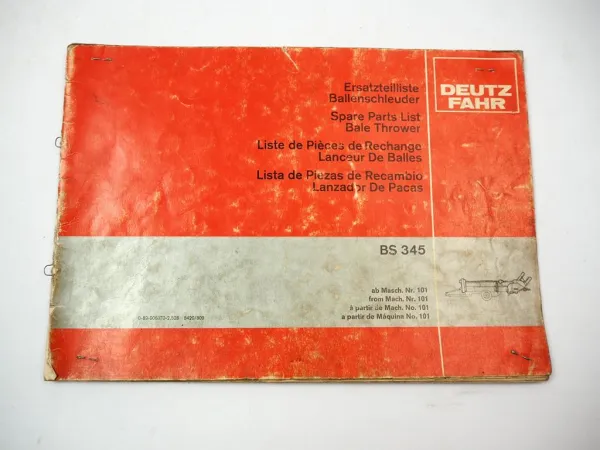 Ersatzteilliste
Ballenschleuder
Spare Parts List
Bale Thrower
Liste de Pièces de Rechange
Lanceur De Balles
Lista de Piezas de Recambio
Lanzador De Pacas
DEUTZ
FAHR
BS 345
ab Masch. Nr. 101
from Mach. Nr. 101
à partir de Mach. No. 101
a partir de Máquina No. 101